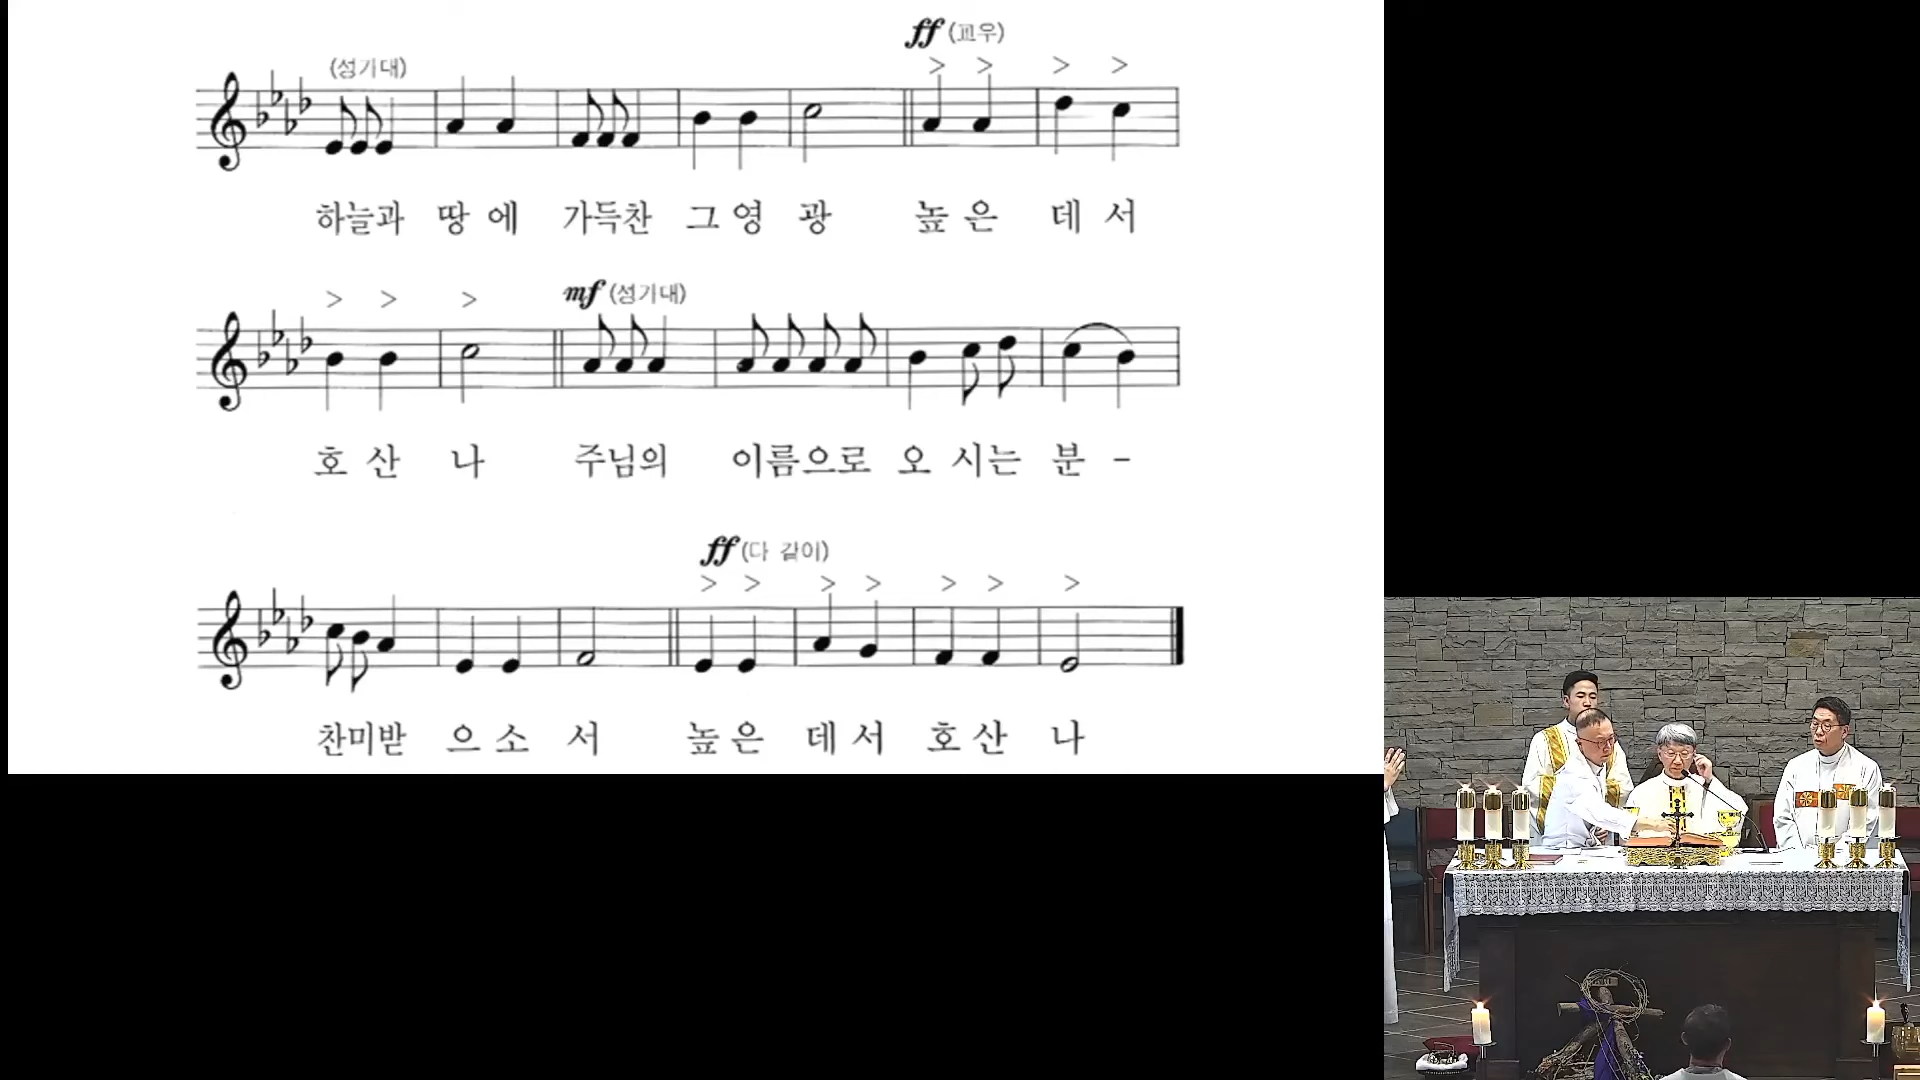 ff (교우)
(성가대)
하늘과 땅 에 가득찬 그 영 광 높 은 데 서
mf (성가대)
호 산 나 주님의 이름으로 오 시는 분 -
ff (다 같이)
찬미받 으 소 서 높 은 데 서 호 산 나